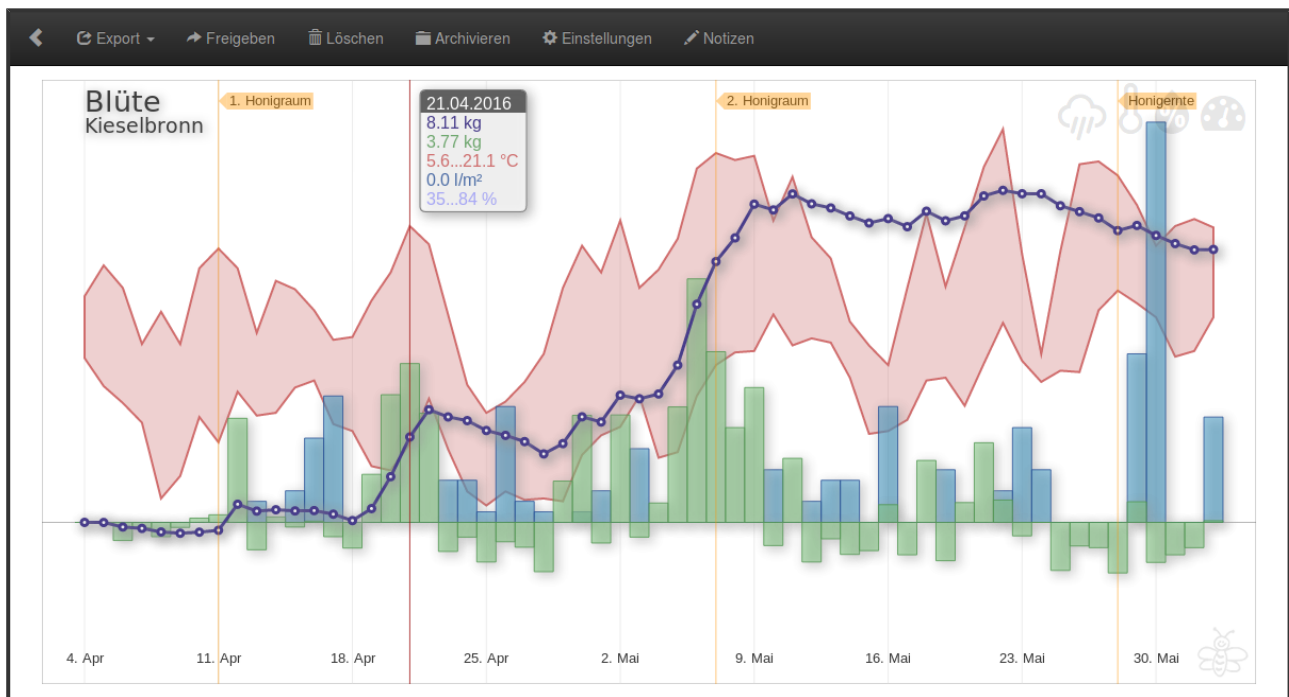 Export
Freigeben
Löschen
Archivieren
Einstellungen
Notizen
Blüte
Kieselbronn
1. Honigraum
21.04.2016
8.11 kg
3.77 kg
5.6...21.1 °C
0.0 l/m²
35...84 %
2. Honigraum
Honigernte
%
4. Apr
11. Apr
18. Apr
25. Apr
2. Mai
9. Mai
16. Mai
23. Mai
30. Mai